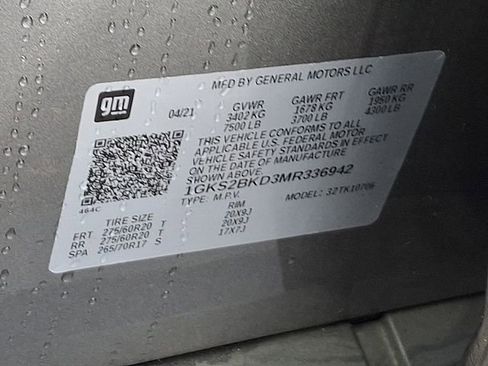 gm
MFD BY GENERAL MOTORS LLC
04/21 GVWR GAWR FRT GAWR RR
3402 KG 1678 KG 1950 KG
7500 LB 3700 LB 4300 LB
THIS VEHICLE CONFORMS TO ALL
APPLICABLE U.S. FEDERAL MOTOR
VEHICLE SAFETY STANDARDS IN EFFECT
ON THE DATE OF MANUFACTURE
SHOWN ABOVE.
1GKS2BKD3MR336942
464C TYPE: M.P.V. MODEL: 32TK10706
TIRE SIZE RIM
FRT 275/60R20 T 20X9J
RR 275/60R20 T 20X9J
SPA 265/70R17 S 17X7J